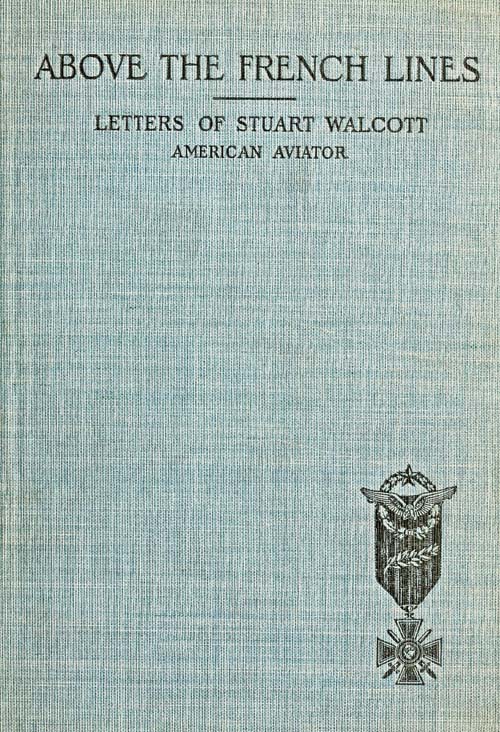 ABOVE THE FRENCH LINES
LETTERS OF STUART WALCOTT
AMERICAN AVIATOR